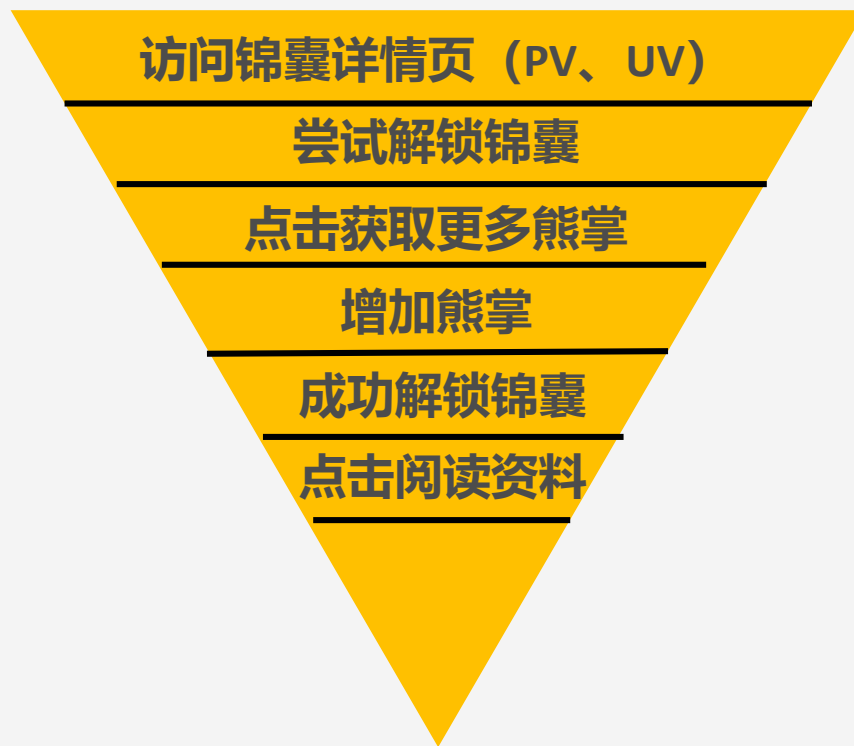 访问锦囊详情页（PV、UV）
尝试解锁锦囊
点击获取更多熊掌
增加熊掌
成功解锁锦囊
点击阅读资料